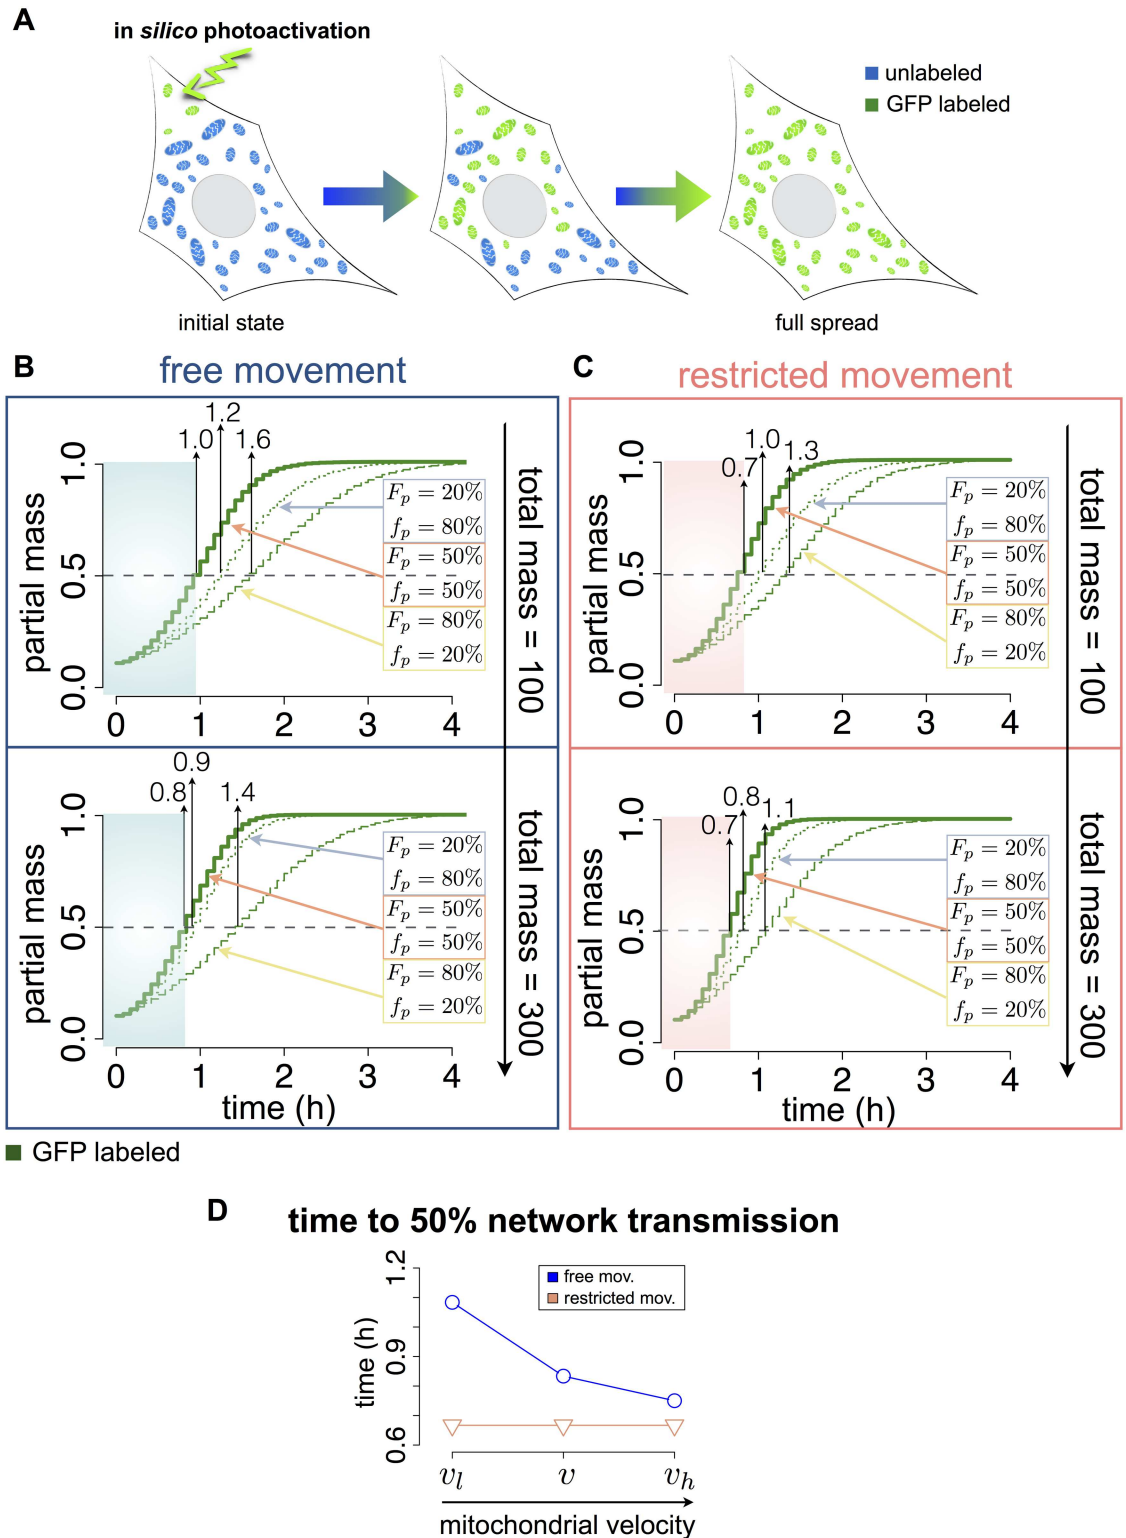 A
in silico photoactivation
unlabeled
GFP labeled
initial state
full spread
B
free movement
1.2
1.0
1.6
partial mass
1.0
0.5
0.0
F_p = 20%
f_p = 80%
F_p = 50%
f_p = 50%
F_p = 80%
f_p = 20%
0 1 2 3 4
total mass = 100
0.9
0.8
1.4
partial mass
1.0
0.5
0.0
F_p = 20%
f_p = 80%
F_p = 50%
f_p = 50%
F_p = 80%
f_p = 20%
0 1 2 3 4
time (h)
total mass = 300
C
restricted movement
1.0
0.7
1.3
partial mass
1.0
0.5
0.0
F_p = 20%
f_p = 80%
F_p = 50%
f_p = 50%
F_p = 80%
f_p = 20%
0 1 2 3 4
total mass = 100
0.8
0.7
1.1
partial mass
1.0
0.5
0.0
F_p = 20%
f_p = 80%
F_p = 50%
f_p = 50%
F_p = 80%
f_p = 20%
0 1 2 3 4
time (h)
total mass = 300
GFP labeled
D
time to 50% network transmission
free mov.
restricted mov.
time (h)
1.2
0.9
0.6
v_l v v_h
mitochondrial velocity